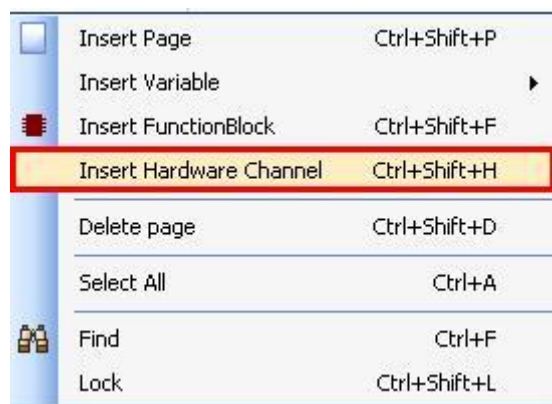 Insert Page Ctrl+Shift+P
Insert Variable
Insert FunctionBlock Ctrl+Shift+F
Insert Hardware Channel Ctrl+Shift+H
Delete page Ctrl+Shift+D
Select All Ctrl+A
Find Ctrl+F
Lock Ctrl+Shift+L